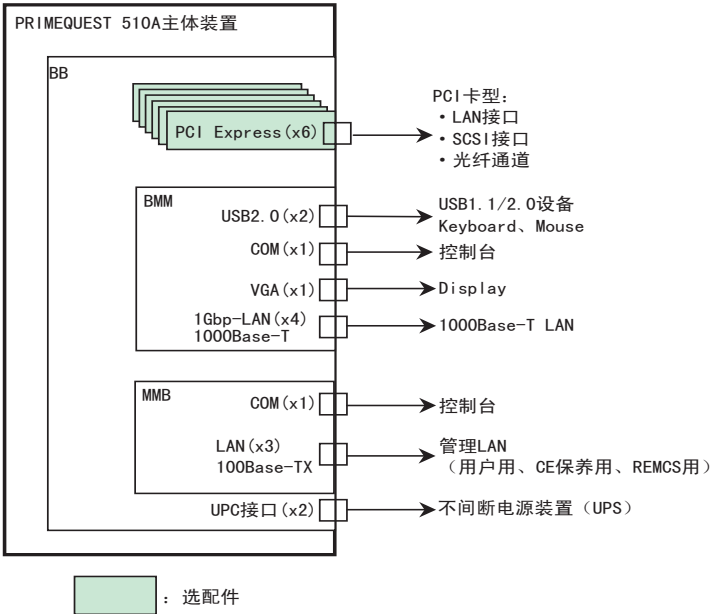 PRIMEQUEST 510A主体装置
BB
PCI Express(x6)
PCI卡型：
・LAN接口
・SCSI接口
・光纤通道
BMM
USB2.0(x2)
USB1.1/2.0设备
Keyboard、Mouse
COM(x1)
控制台
VGA(x1)
Display
1Gbp-LAN(x4)
1000Base-T
1000Base-T LAN
MMB
COM(x1)
控制台
LAN(x3)
100Base-TX
管理LAN
（用户用、CE保养用、REMCS用）
UPC接口(x2)
不间断电源装置（UPS）
：选配件